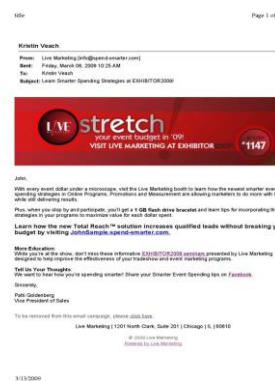 title
Page 1 of
Kristin Veach
From: Live Marketing [info@spend-smarter.com]
Sent: Friday, March 06, 2009 10:25 AM
To: Kristin Veach
Subject: Learn Smarter Spending Strategies at EXHIBITOR2009!
L!VE stretch
your event budget in '09!
VISIT LIVE MARKETING AT EXHIBITOR
#1147
John,
With every event dollar under a microscope, visit the Live Marketing booth to learn how the newest smarter
spending strategies in Online Programs, Promotions and Measurement are allowing marketers to do more with
while still delivering results.
Plus, when you stop by and participate, you'll get a 1 GB flash drive bracelet and learn tips for incorporating
strategies in your programs to maximize value for each dollar spent.
Learn how the new Total Reach™ solution increases qualified leads without breaking
budget by visiting JohnSample.spend-smarter.com.
More Education:
While you're at the show, don't miss these informative EXHIBITOR2009 seminars presented by Live Marketing
designed to help improve the effectiveness of your tradeshow and event marketing programs.
Tell Us Your Thoughts:
We want to hear how you're spending smarter! Share your Smarter Event Spending tips on Facebook.
Sincerely,
Patti Goldenberg
Vice President of Sales
To be removed from this email campaign, please click here.
Live Marketing | 1201 North Clark, Suite 201 | Chicago | IL | 60610
© 2009 Live Marketing
Powered by Live Marketing
3/13/2009